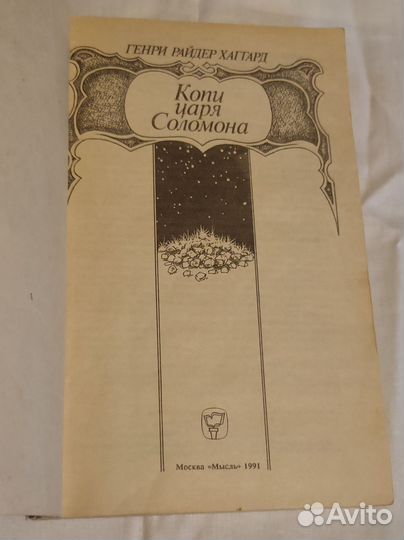 ГЕНРИ РАЙДЕР ХАГГАРД
Копи
царя
Соломона
Москва «Мысль» 1991
Avito